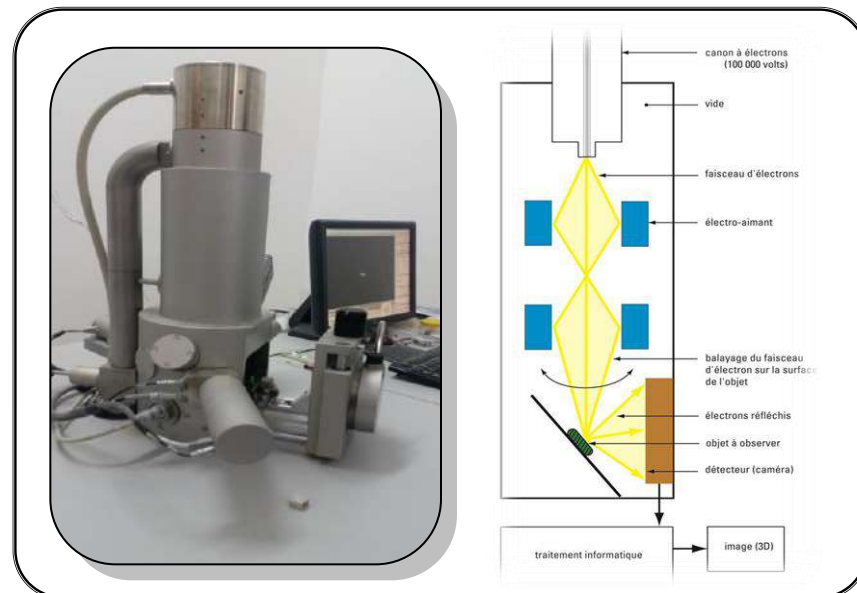 canon à électrons
(100 000 volts)
vide
faisceau d'électrons
électro-aimant
balayage du faisceau
d'électron sur la surface
de l'objet
électrons réfléchis
objet à observer
détecteur (caméra)
traitement informatique
image (3D)